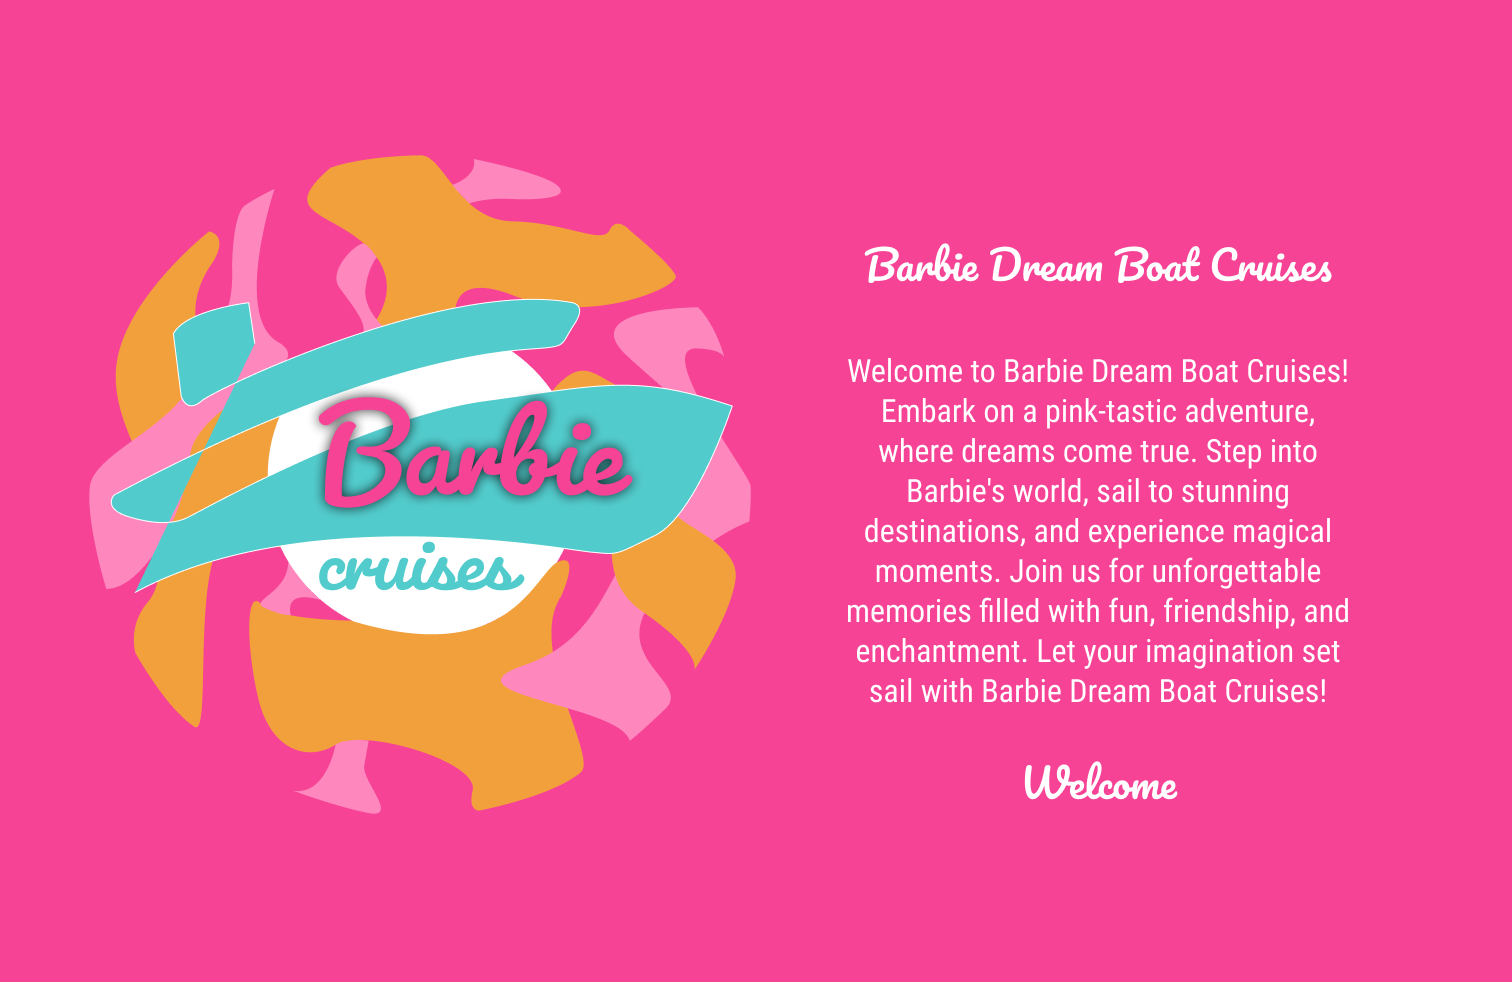 Barbie
cruises
Barbie Dream Boat Cruises
Welcome to Barbie Dream Boat Cruises!
Embark on a pink-tastic adventure,
where dreams come true. Step into
Barbie's world, sail to stunning
destinations, and experience magical
moments. Join us for unforgettable
memories filled with fun, friendship, and
enchantment. Let your imagination set
sail with Barbie Dream Boat Cruises!
Welcome